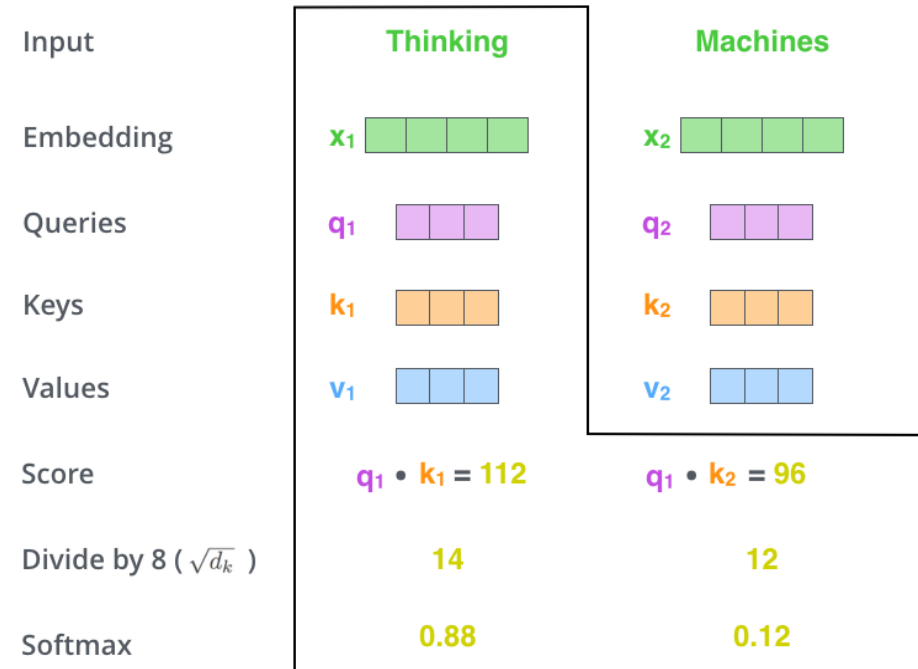 Input Thinking Machines
Embedding x₁ x₂
Queries q₁ q₂
Keys k₁ k₂
Values v₁ v₂
Score q₁ • k₁ = 112 q₁ • k₂ = 96
Divide by 8 ( √dₖ ) 14 12
Softmax 0.88 0.12